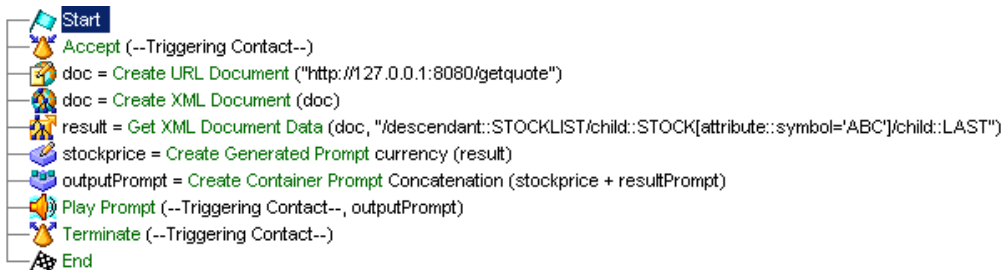 Start
Accept (--Triggering Contact--)
doc = Create URL Document ("http://127.0.0.1:8080/getquote")
doc = Create XML Document (doc)
result = Get XML Document Data (doc, "/descendant::STOCKLIST/child::STOCK[attribute::symbol='ABC']/child::LAST")
stockprice = Create Generated Prompt currency (result)
outputPrompt = Create Container Prompt Concatenation (stockprice + resultPrompt)
Play Prompt (--Triggering Contact--, outputPrompt)
Terminate (--Triggering Contact--)
End